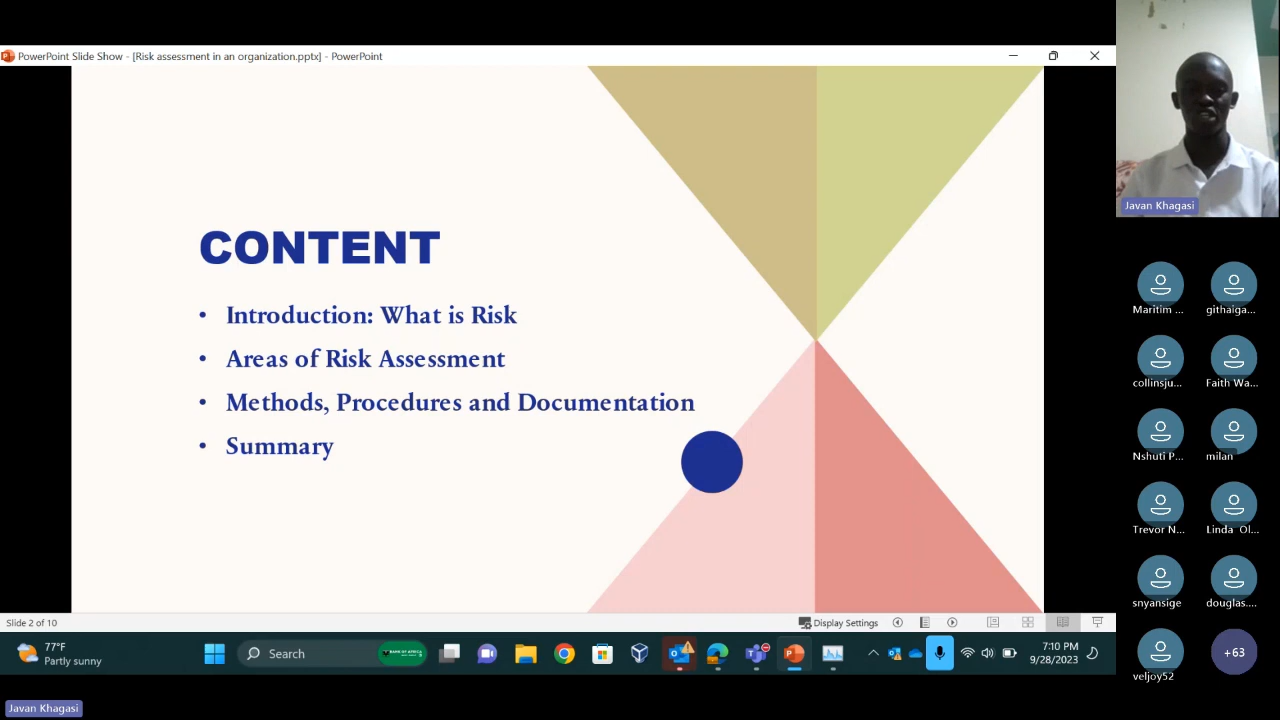 PowerPoint Slide Show - [Risk assessment in an organization.pptx] - PowerPoint
CONTENT
• Introduction: What is Risk
• Areas of Risk Assessment
• Methods, Procedures and Documentation
• Summary
Slide 2 of 10
Display Settings
77°F
Partly sunny
Search
BANK OF AFRICA
7:10 PM
9/28/2023
Javan Khagasi
Javan Khagasi
Maritim ...
githaiga...
collinsju...
Faith Wa...
Nshuti P...
milan
Trevor N...
Linda Ol...
snyansige
douglas....
veljoy52
+63